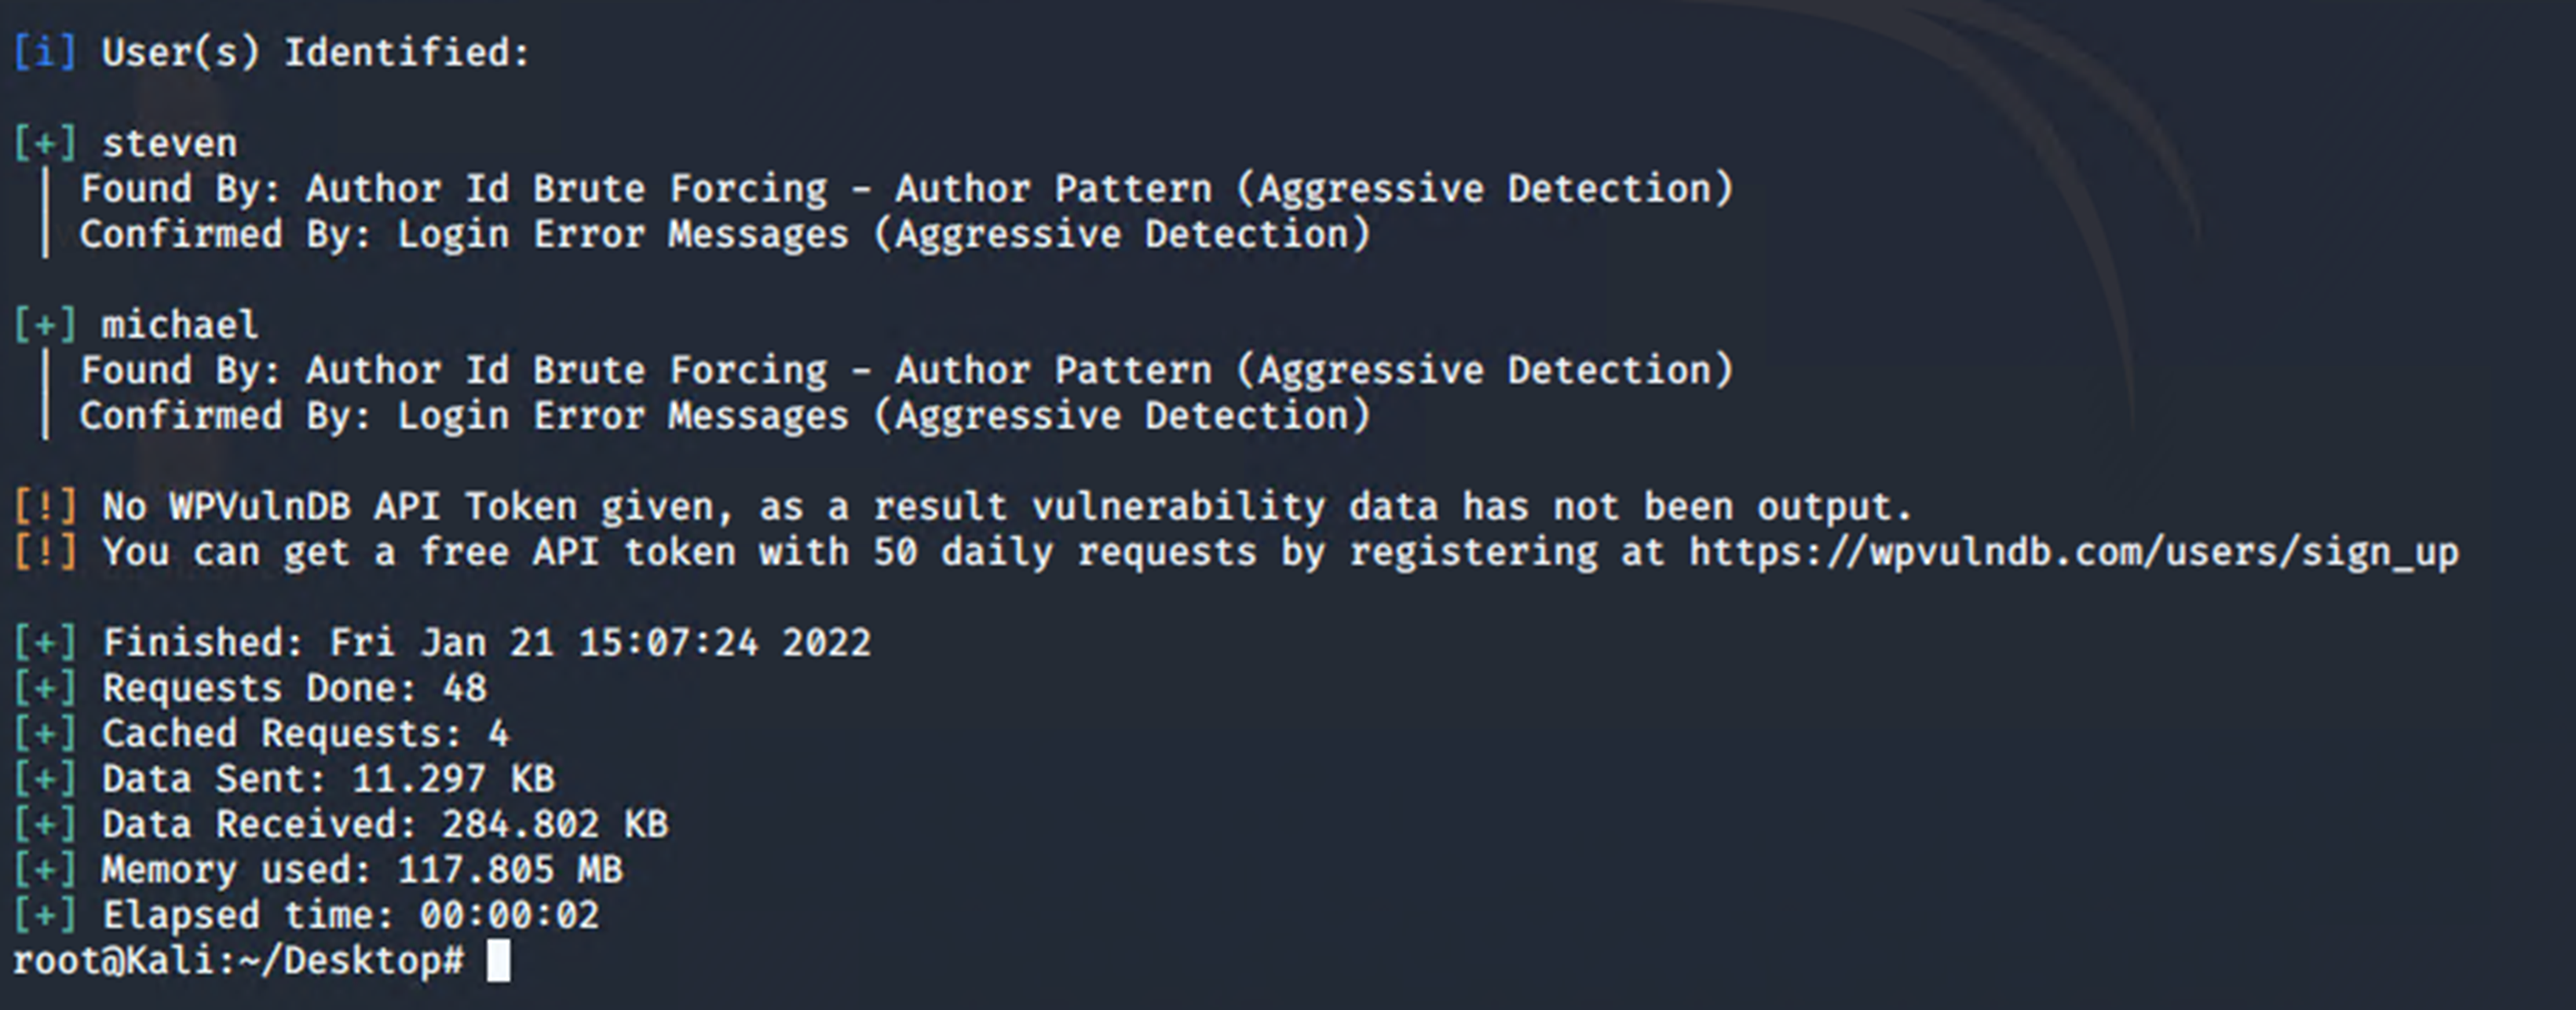 [i] User(s) Identified:
[+] steven
| Found By: Author Id Brute Forcing - Author Pattern (Aggressive Detection)
| Confirmed By: Login Error Messages (Aggressive Detection)
[+] michael
| Found By: Author Id Brute Forcing - Author Pattern (Aggressive Detection)
| Confirmed By: Login Error Messages (Aggressive Detection)
[!] No WPVulnDB API Token given, as a result vulnerability data has not been output.
[!] You can get a free API token with 50 daily requests by registering at https://wpvulndb.com/users/sign_up
[+] Finished: Fri Jan 21 15:07:24 2022
[+] Requests Done: 48
[+] Cached Requests: 4
[+] Data Sent: 11.297 KB
[+] Data Received: 284.802 KB
[+] Memory used: 117.805 MB
[+] Elapsed time: 00:00:02
root@Kali:~/Desktop#